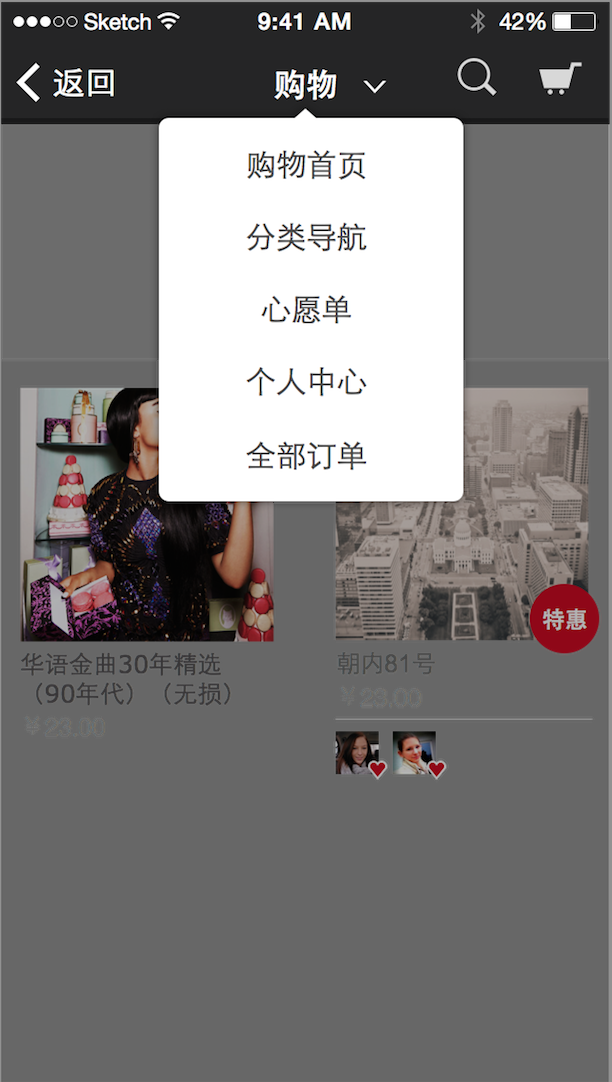 Sketch 9:41 AM 42%
返回 购物
购物首页
分类导航
心愿单
个人中心
全部订单
特惠
华语金曲30年精选
（90年代）（无损）
￥23.00
朝内81号
￥23.00